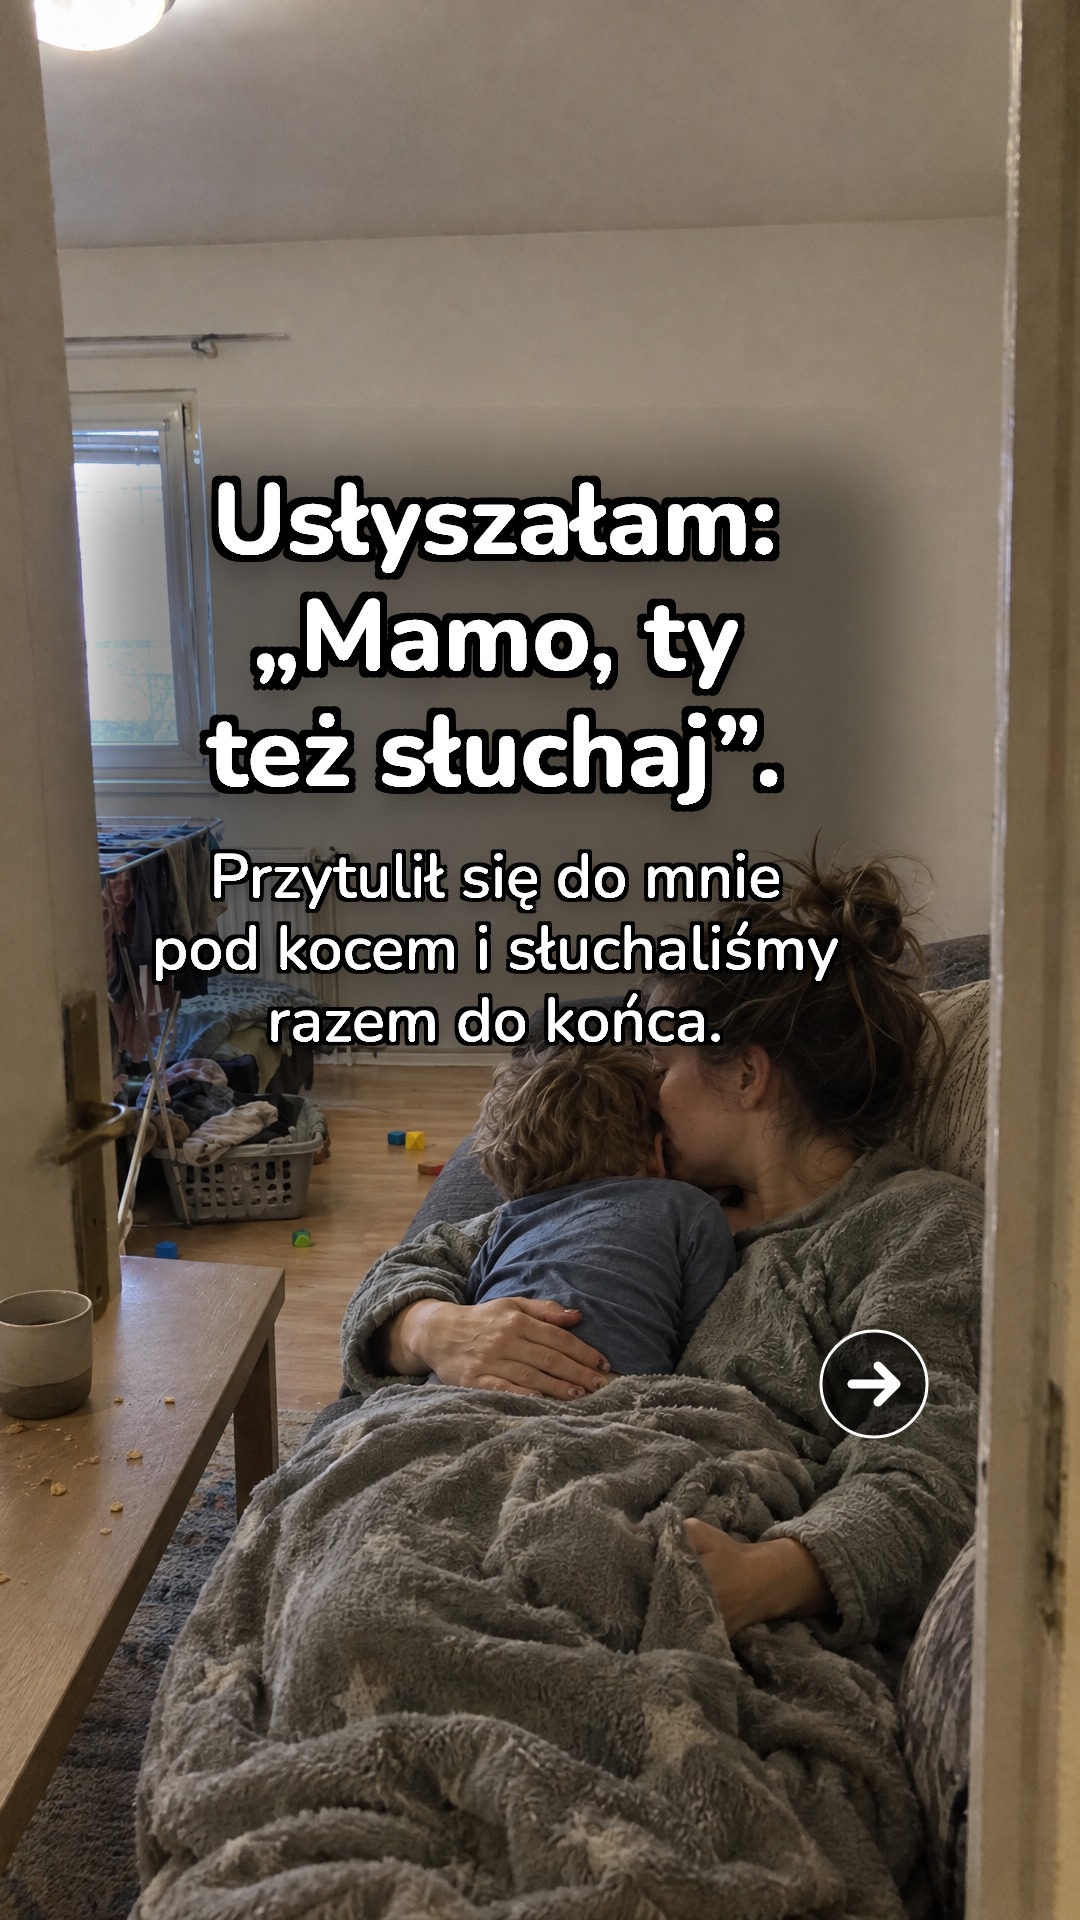 Usłyszałam:
„Mamo, ty
też słuchaj”.
Przytulił się do mnie
pod kocem i słuchaliśmy
razem do końca.